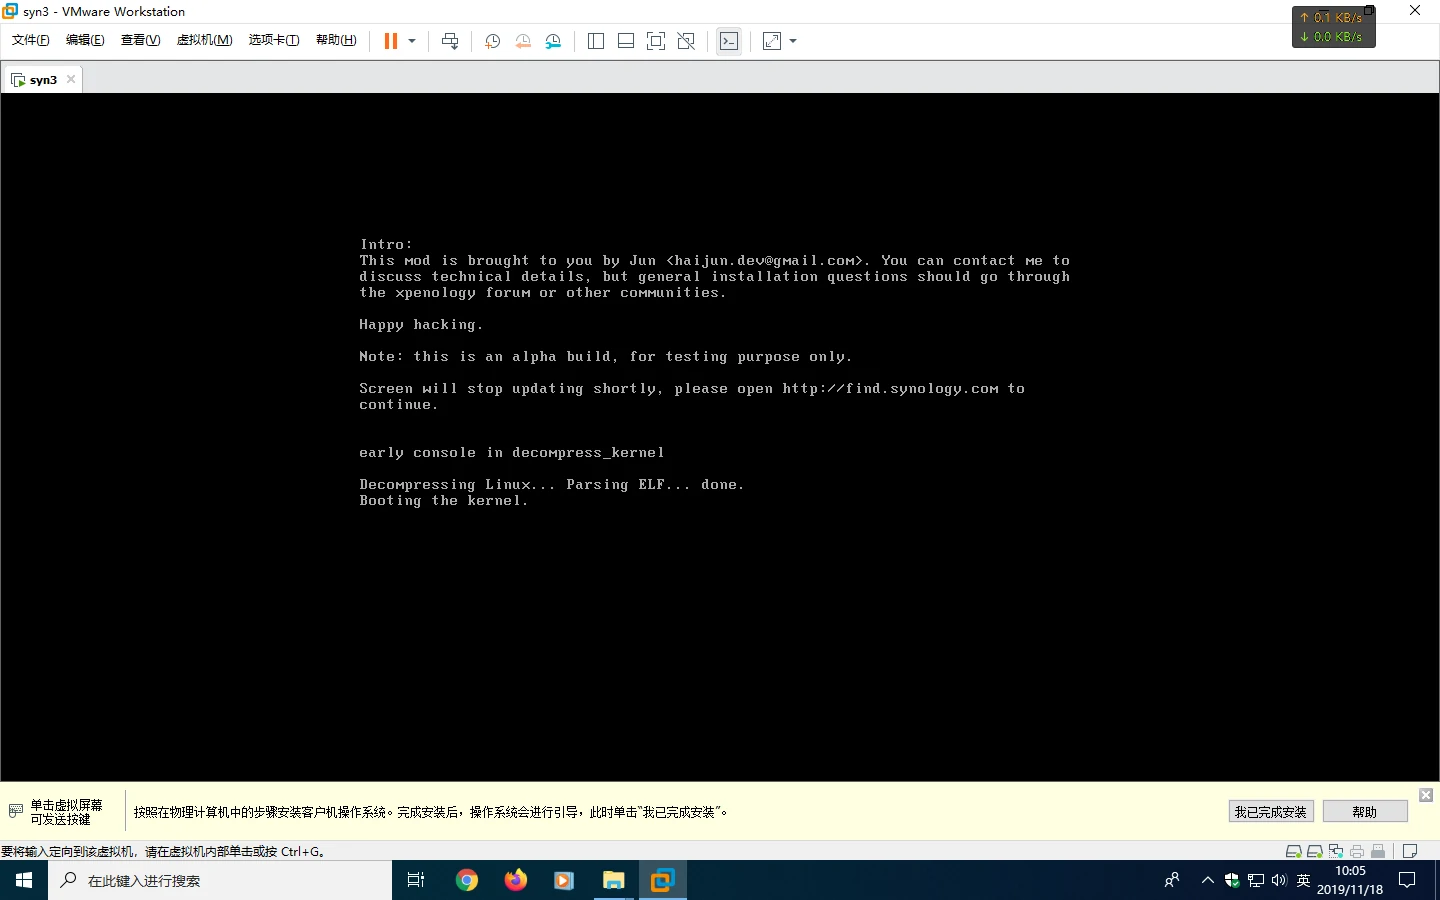 syn3 - VMware Workstation
↑ 0.1 KB/s
↓ 0.0 KB/s
文件(F) 编辑(E) 查看(V) 虚拟机(M) 选项卡(T) 帮助(H)
syn3
Intro:
This mod is brought to you by Jun <haijun.dev@gmail.com>. You can contact me to
discuss technical details, but general installation questions should go through
the xpenology forum or other communities.
Happy hacking.
Note: this is an alpha build, for testing purpose only.
Screen will stop updating shortly, please open http://find.synology.com to
continue.
early console in decompress_kernel
Decompressing Linux... Parsing ELF... done.
Booting the kernel.
单击虚拟屏幕
可发送按键
按照在物理计算机中的步骤安装客户机操作系统。完成安装后，操作系统会进行引导，此时单击“我已完成安装”。
我已完成安装 帮助
要将输入定向到该虚拟机，请在虚拟机内部单击或按 Ctrl+G。
在此键入进行搜索
英
10:05
2019/11/18